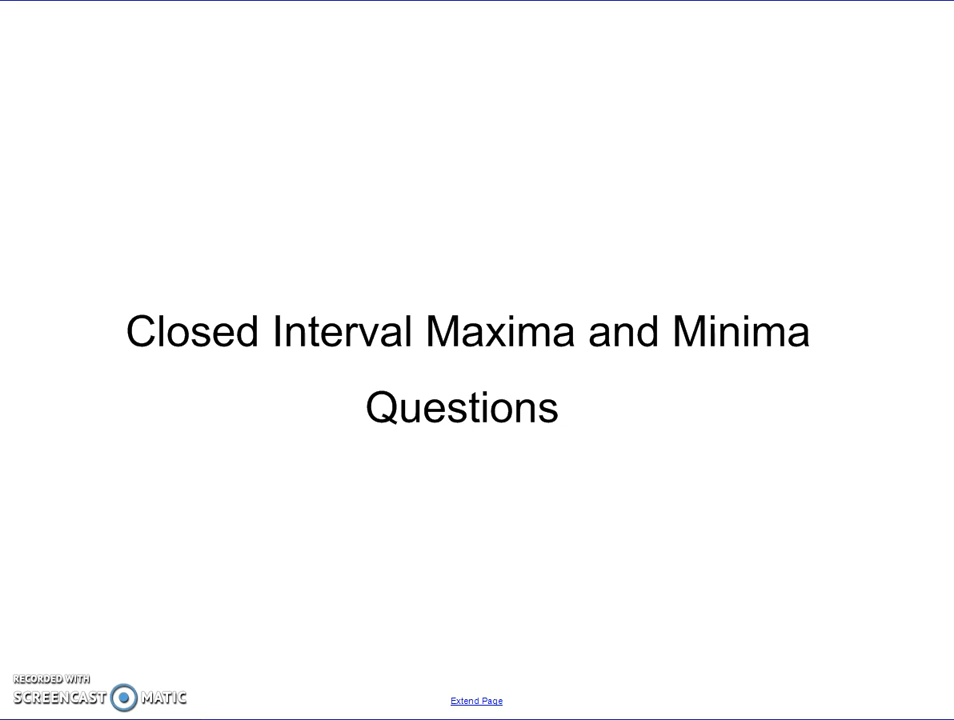 Closed Interval Maxima and Minima
Questions
RECORDED WITH
SCREENCAST MATIC
Extend Page